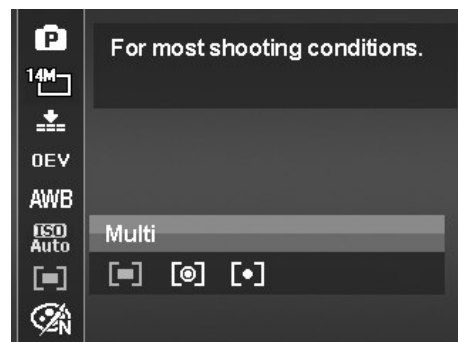 P
For most shooting conditions.
14M
0EV
AWB
ISO
Auto
Multi
N